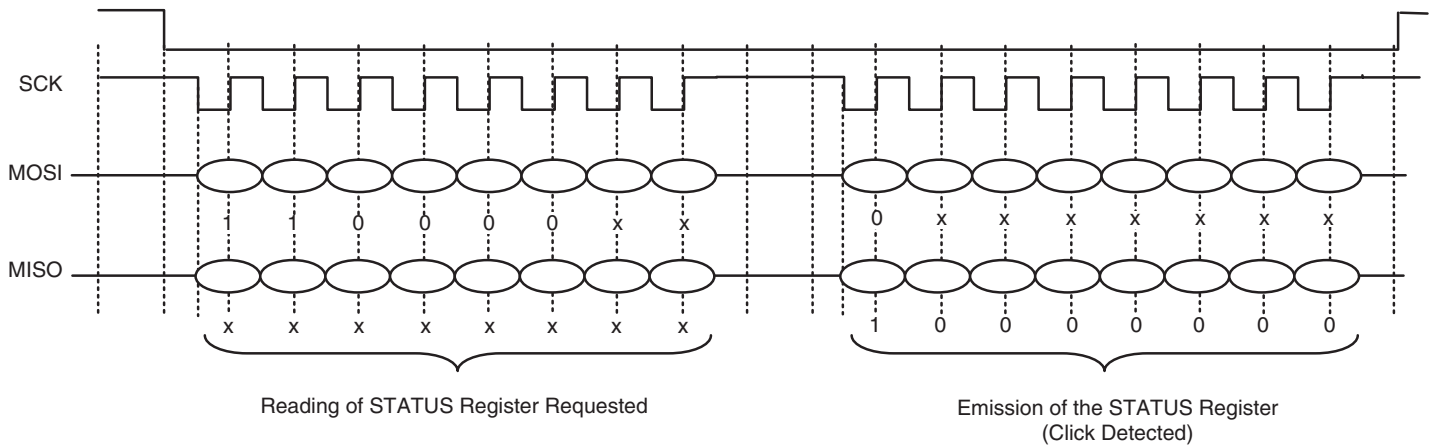 SCK
MOSI
1 1 0 0 0 0 x x 0 x x x x x x x
MISO
x x x x x x x x 1 0 0 0 0 0 0 0
Reading of STATUS Register Requested
Emission of the STATUS Register
(Click Detected)